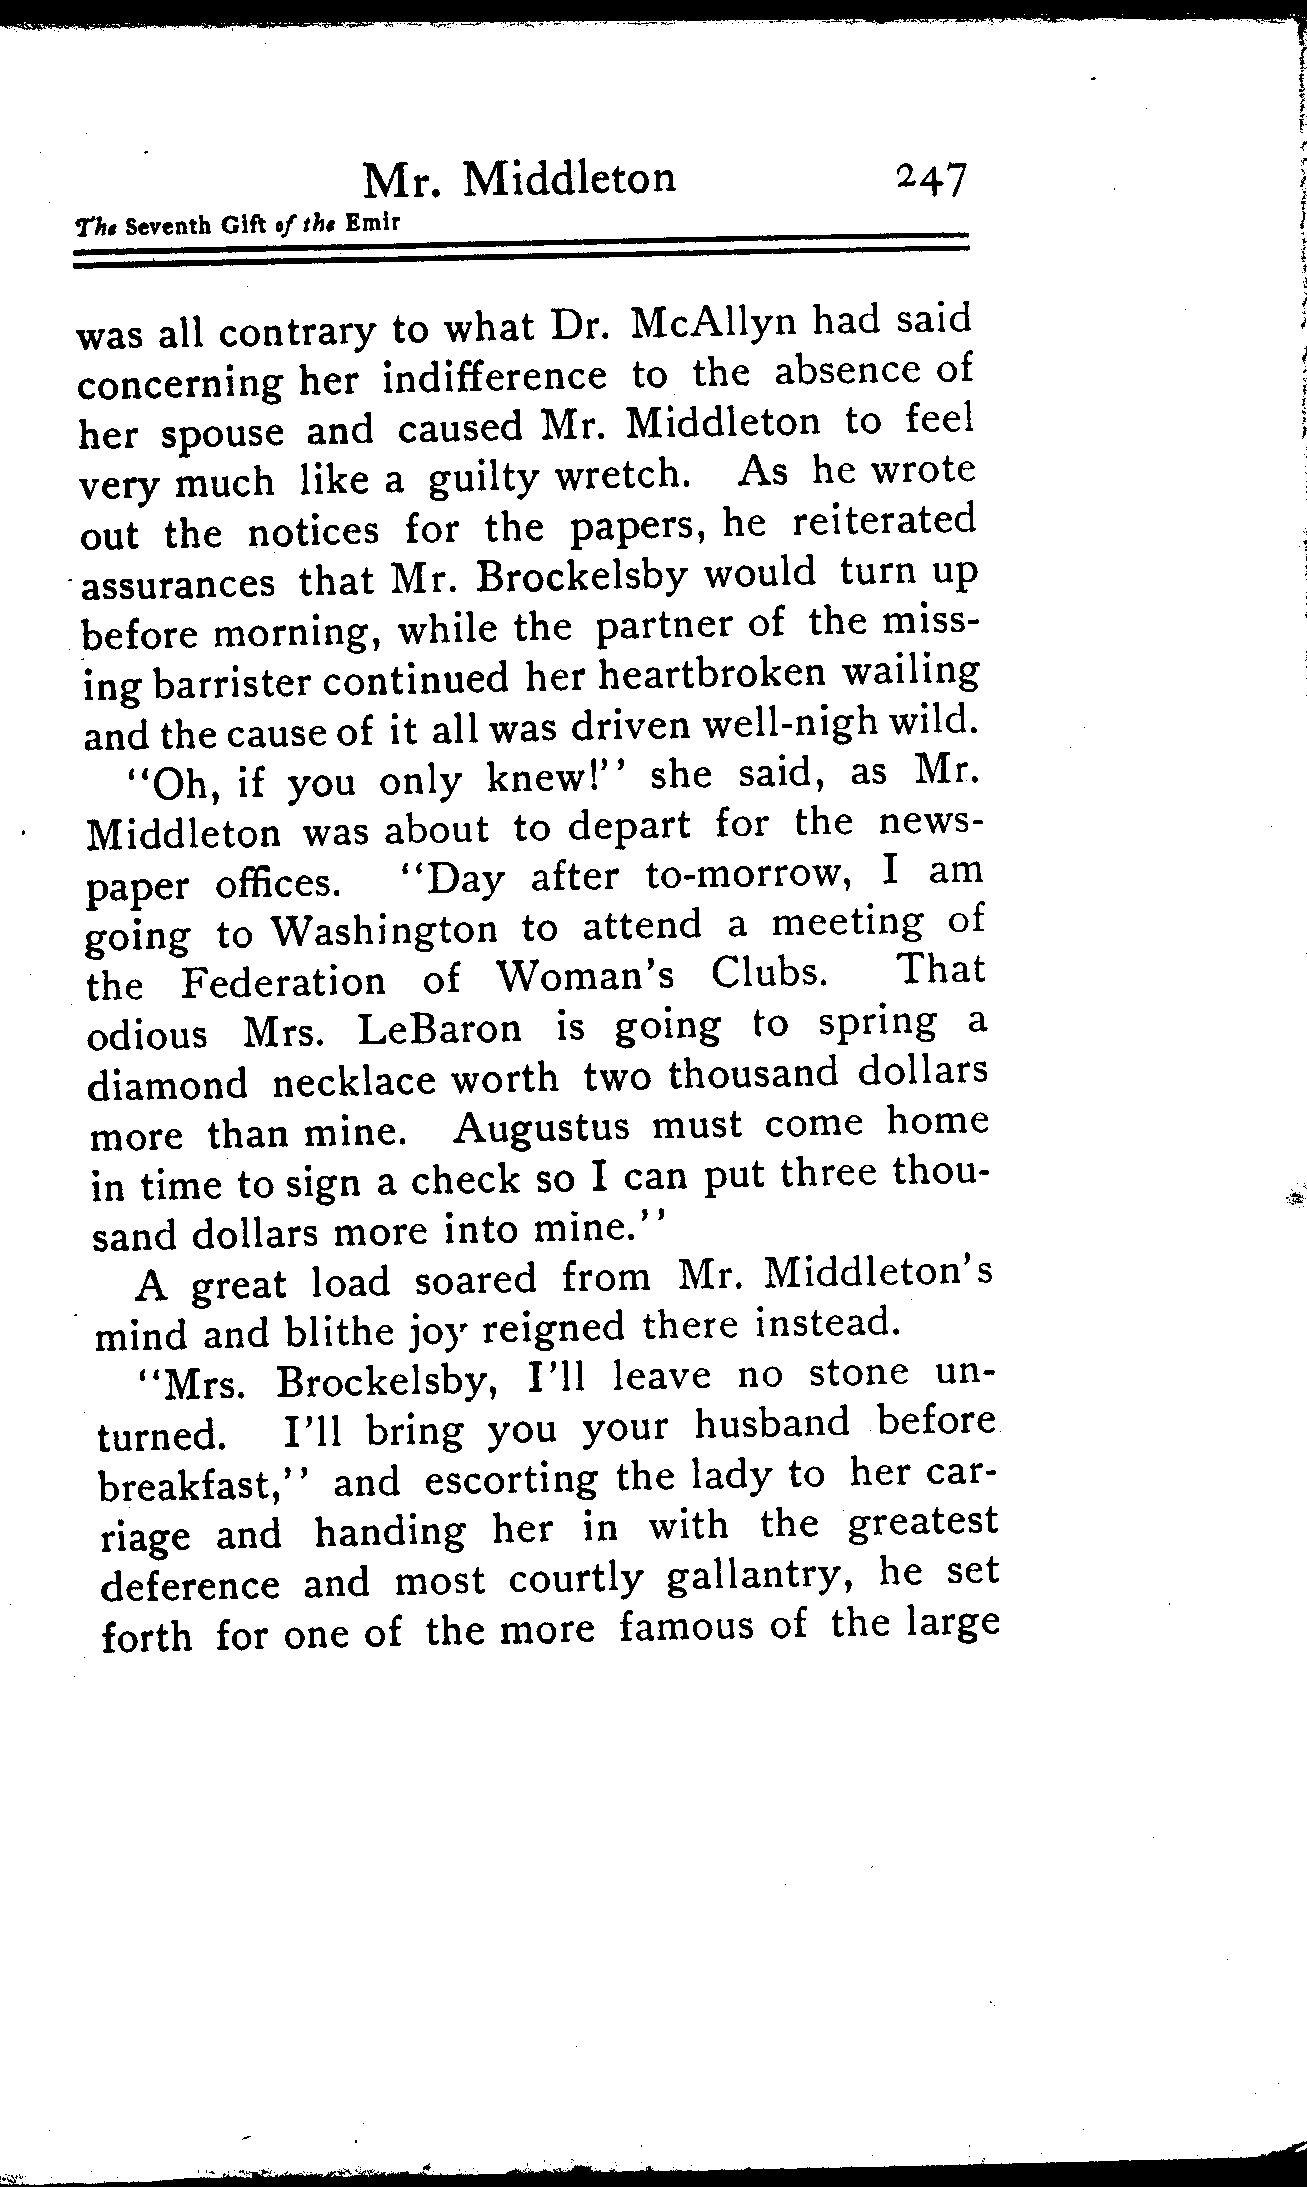 Mr. Middleton 247
The Seventh Gift of the Emir
was all contrary to what Dr. McAllyn had said
concerning her indifference to the absence of
her spouse and caused Mr. Middleton to feel
very much like a guilty wretch. As he wrote
out the notices for the papers, he reiterated
assurances that Mr. Brockelsby would turn up
before morning, while the partner of the miss-
ing barrister continued her heartbroken wailing
and the cause of it all was driven well-nigh wild.
"Oh, if you only knew!" she said, as Mr.
Middleton was about to depart for the news-
paper offices. "Day after to-morrow, I am
going to Washington to attend a meeting of
the Federation of Woman's Clubs. That
odious Mrs. LeBaron is going to spring a
diamond necklace worth two thousand dollars
more than mine. Augustus must come home
in time to sign a check so I can put three thou-
sand dollars more into mine."
A great load soared from Mr. Middleton's
mind and blithe joy reigned there instead.
"Mrs. Brockelsby, I'll leave no stone un-
turned. I'll bring you your husband before
breakfast," and escorting the lady to her car-
riage and handing her in with the greatest
deference and most courtly gallantry, he set
forth for one of the more famous of the large